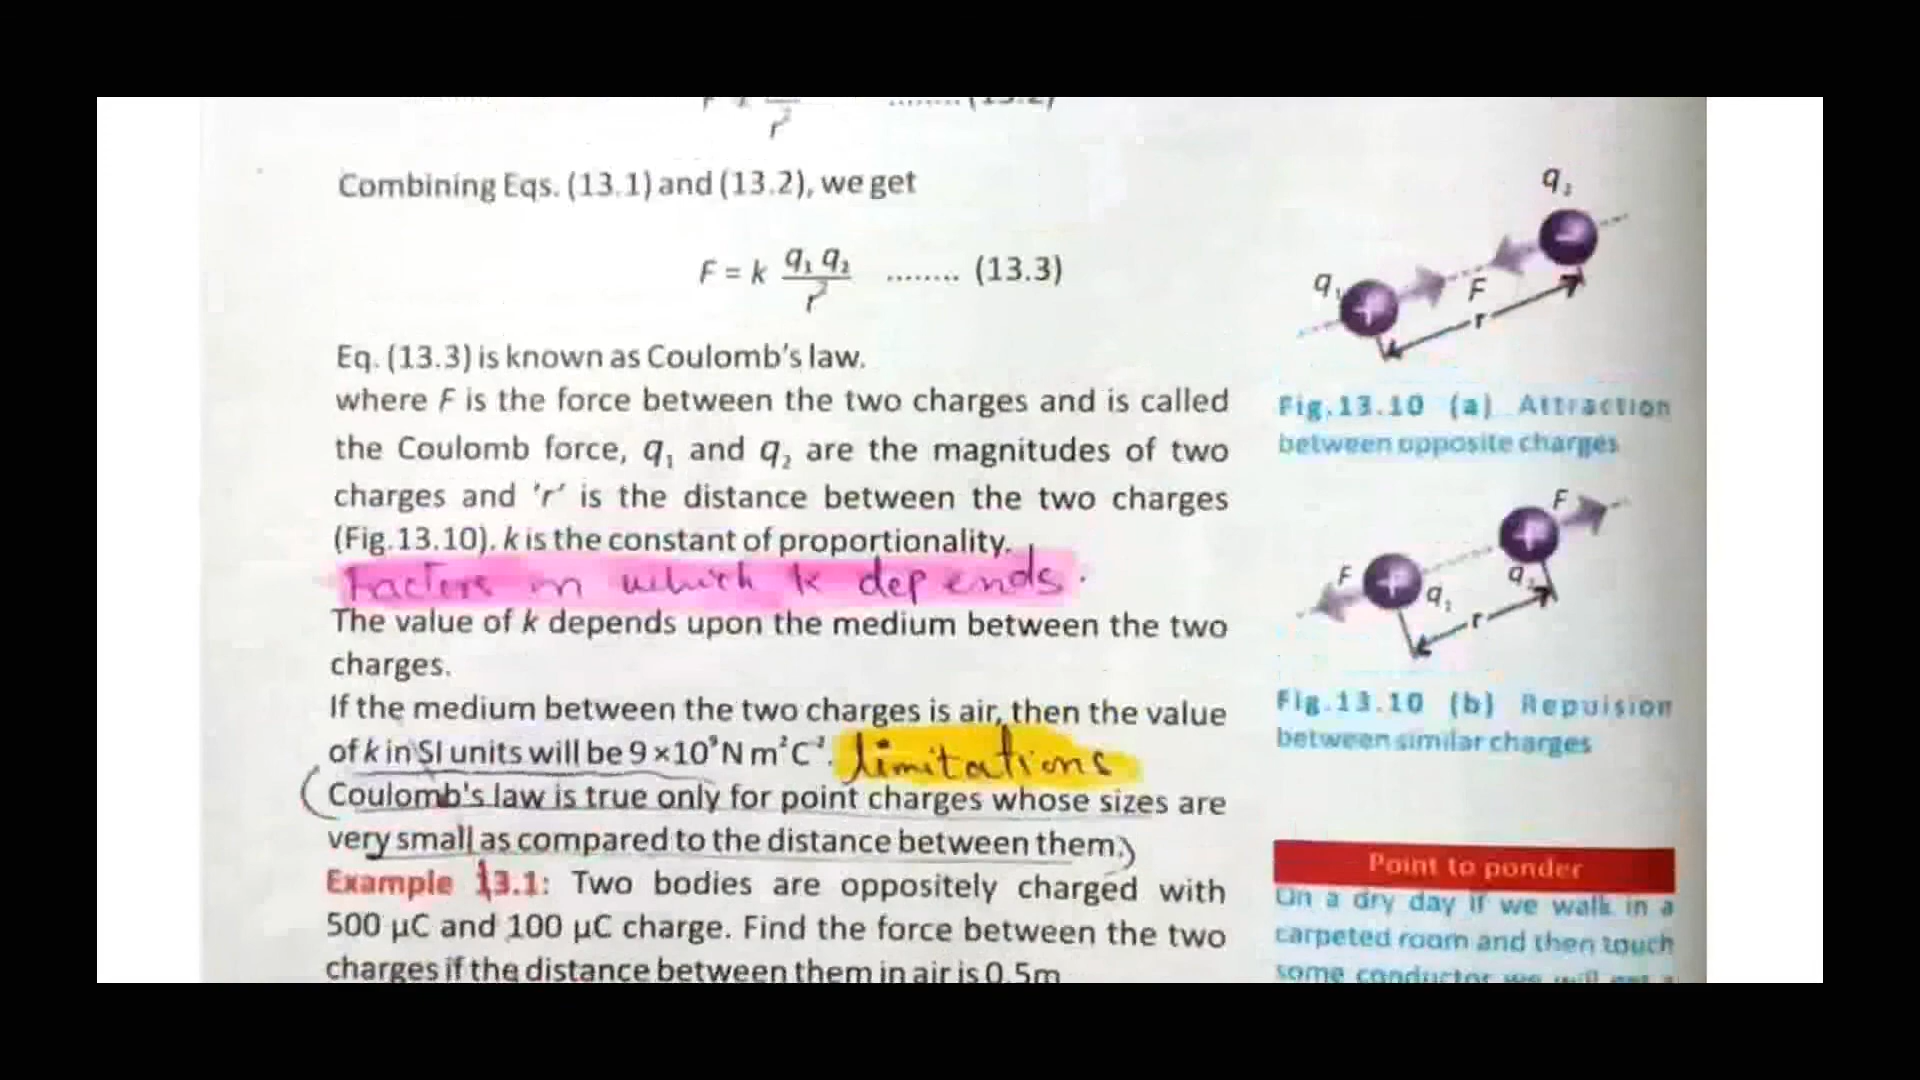 Combining Eqs. (13.1) and (13.2), we get
F = k q₁ q₂ / r² ........ (13.3)
Eq. (13.3) is known as Coulomb's law.
where F is the force between the two charges and is called
the Coulomb force, q₁ and q₂ are the magnitudes of two
charges and 'r' is the distance between the two charges
(Fig.13.10). k is the constant of proportionality.
Factors on which k depends.
The value of k depends upon the medium between the two
charges.
If the medium between the two charges is air, then the value
of k in SI units will be 9 ×10⁹ N m² C⁻².
limitations
(Coulomb's law is true only for point charges whose sizes are
very small as compared to the distance between them.)
Example 13.1: Two bodies are oppositely charged with
500 µC and 100 µC charge. Find the force between the two
charges if the distance between them in air is 0.5m
q₂
q₁
F
r
Fig.13.10 (a) Attraction
between opposite charges
F
F
q₁
q₂
r
Fig.13.10 (b) Repulsion
between similar charges
Point to ponder
On a dry day if we walk in a
carpeted room and then touch
some conductor we will get a